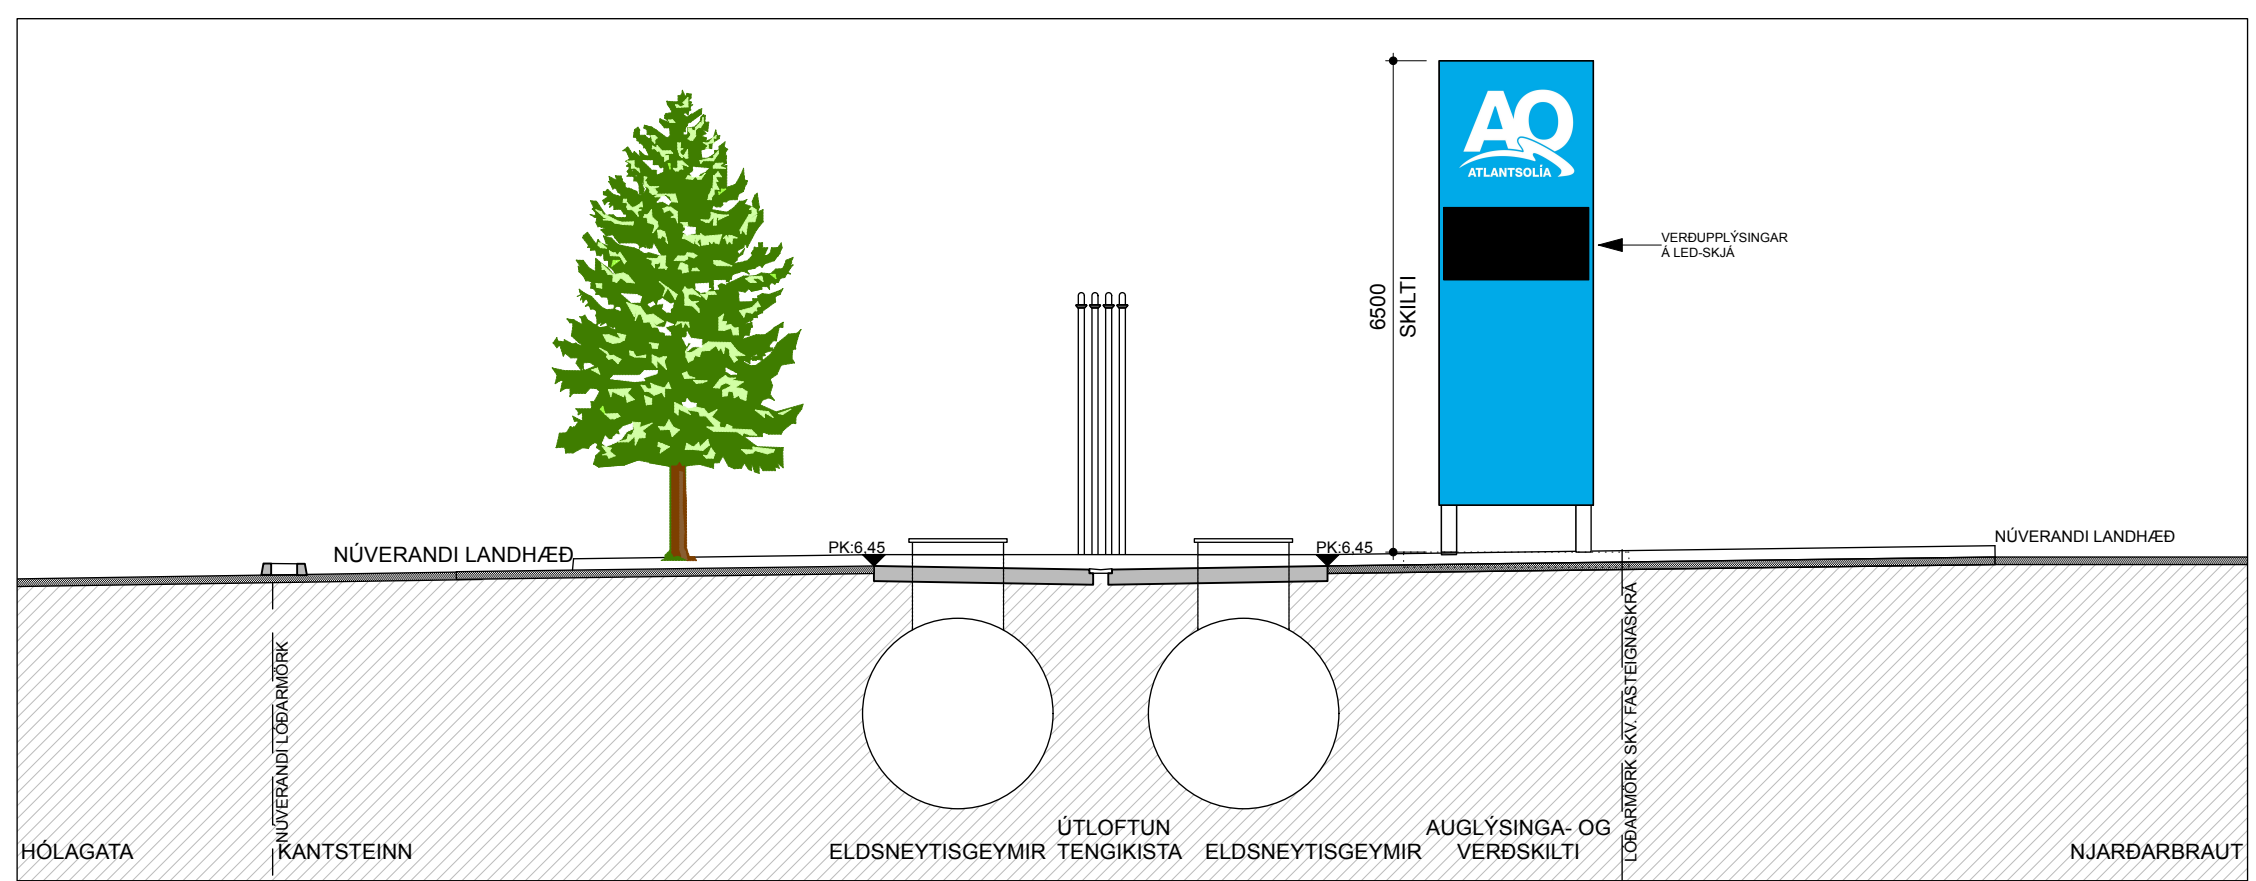 AO
ATLANTSOLÍA
VERÐUPPLÝSINGAR
Á LED-SKJÁ
6500
SKILTI
NÚVERANDI LANDHÆÐ
PK:6,45
PK:6,45
NÚVERANDI LANDHÆÐ
NÚVERANDI LÓÐARMÖRK
LÓÐARMÖRK SKV. FASTEIGNASKRÁ
HÓLAGATA
KANTSTEINN
ELDSNEYTISGEYMIR
ÚTLOFTUN
TENGIKISTA
ELDSNEYTISGEYMIR
AUGLÝSINGA- OG
VERÐSKILTI
NJARÐARBRAUT